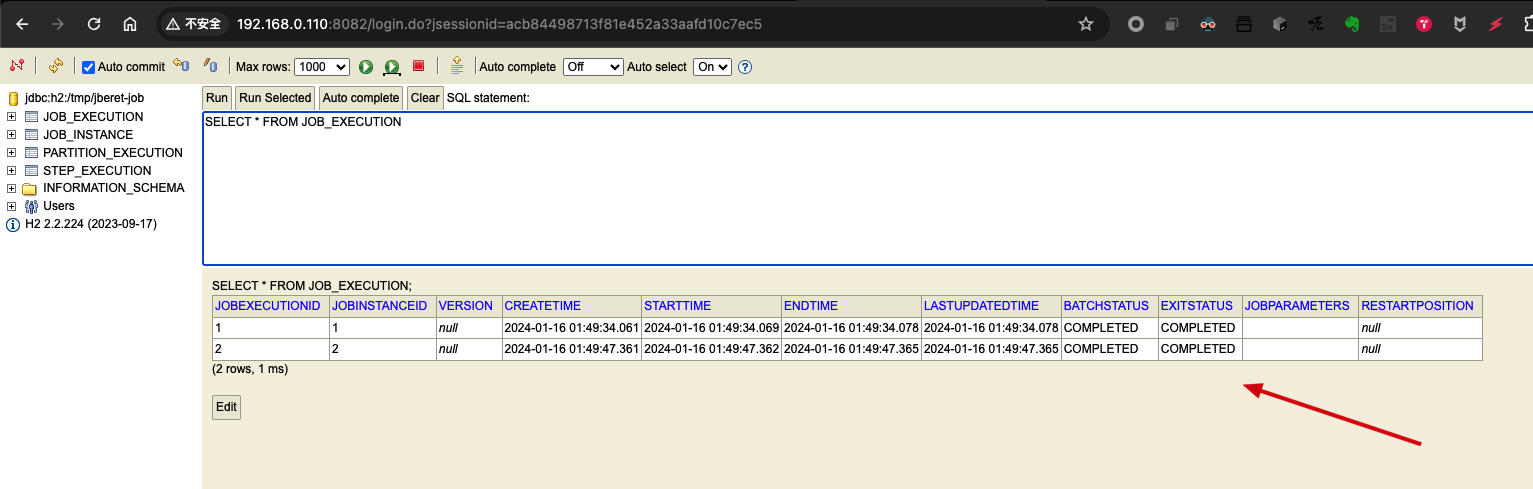 不安全 192.168.0.110:8082/login.do?jsessionid=acb84498713f81e452a33aafd10c7ec5
Auto commit Max rows: 1000 Auto complete Off Auto select On ?
jdbc:h2:/tmp/jberet-job
JOB_EXECUTION
JOB_INSTANCE
PARTITION_EXECUTION
STEP_EXECUTION
INFORMATION_SCHEMA
Users
H2 2.2.224 (2023-09-17)
Run Run Selected Auto complete Clear SQL statement:
SELECT * FROM JOB_EXECUTION
SELECT * FROM JOB_EXECUTION;
JOBEXECUTIONID JOBINSTANCEID VERSION CREATETIME STARTTIME ENDTIME LASTUPDATEDTIME BATCHSTATUS EXITSTATUS JOBPARAMETERS RESTARTPOSITION
1 1 null 2024-01-16 01:49:34.061 2024-01-16 01:49:34.069 2024-01-16 01:49:34.078 2024-01-16 01:49:34.078 COMPLETED COMPLETED null
2 2 null 2024-01-16 01:49:47.361 2024-01-16 01:49:47.362 2024-01-16 01:49:47.365 2024-01-16 01:49:47.365 COMPLETED COMPLETED null
(2 rows, 1 ms)
Edit